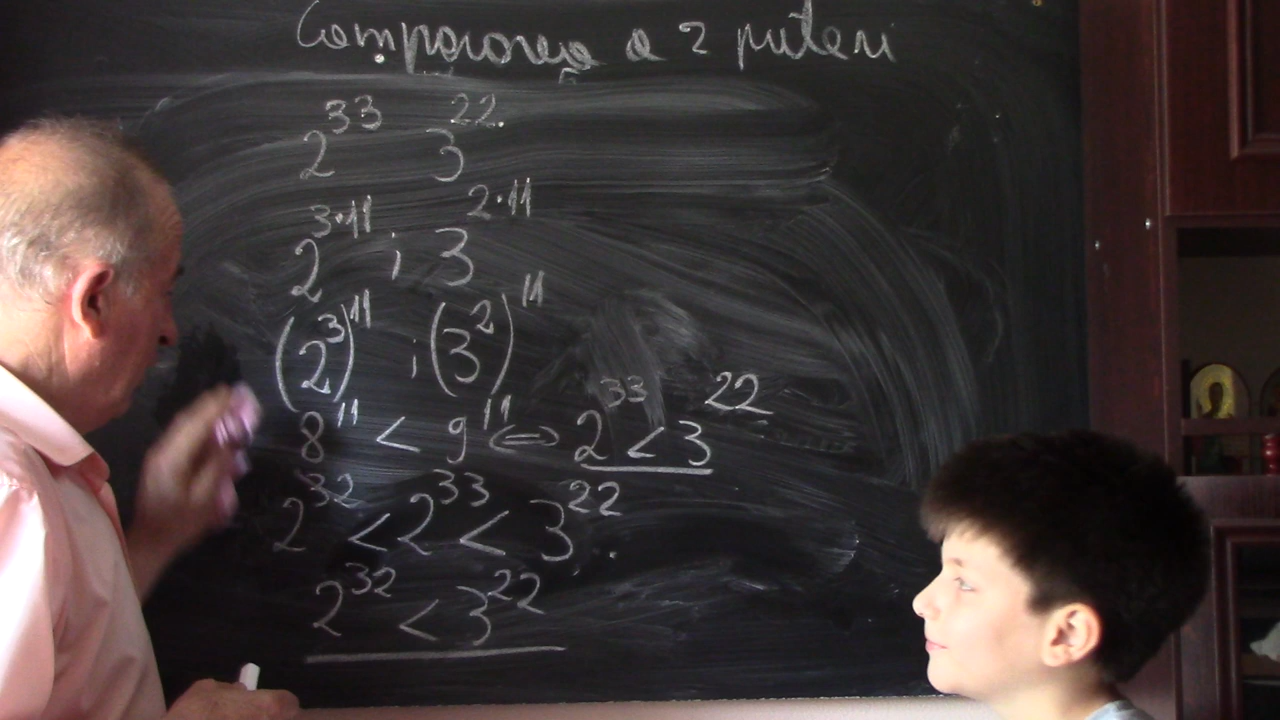 Compararea a 2 puteri
2^33 3^22.
2^3·11 ; 3^2·11
(2^3)^11 ; (3^2)^11
8^11 < 9^11 <=> 2^33 < 3^22
2^32 < 2^33 < 3^22.
2^32 < 3^22